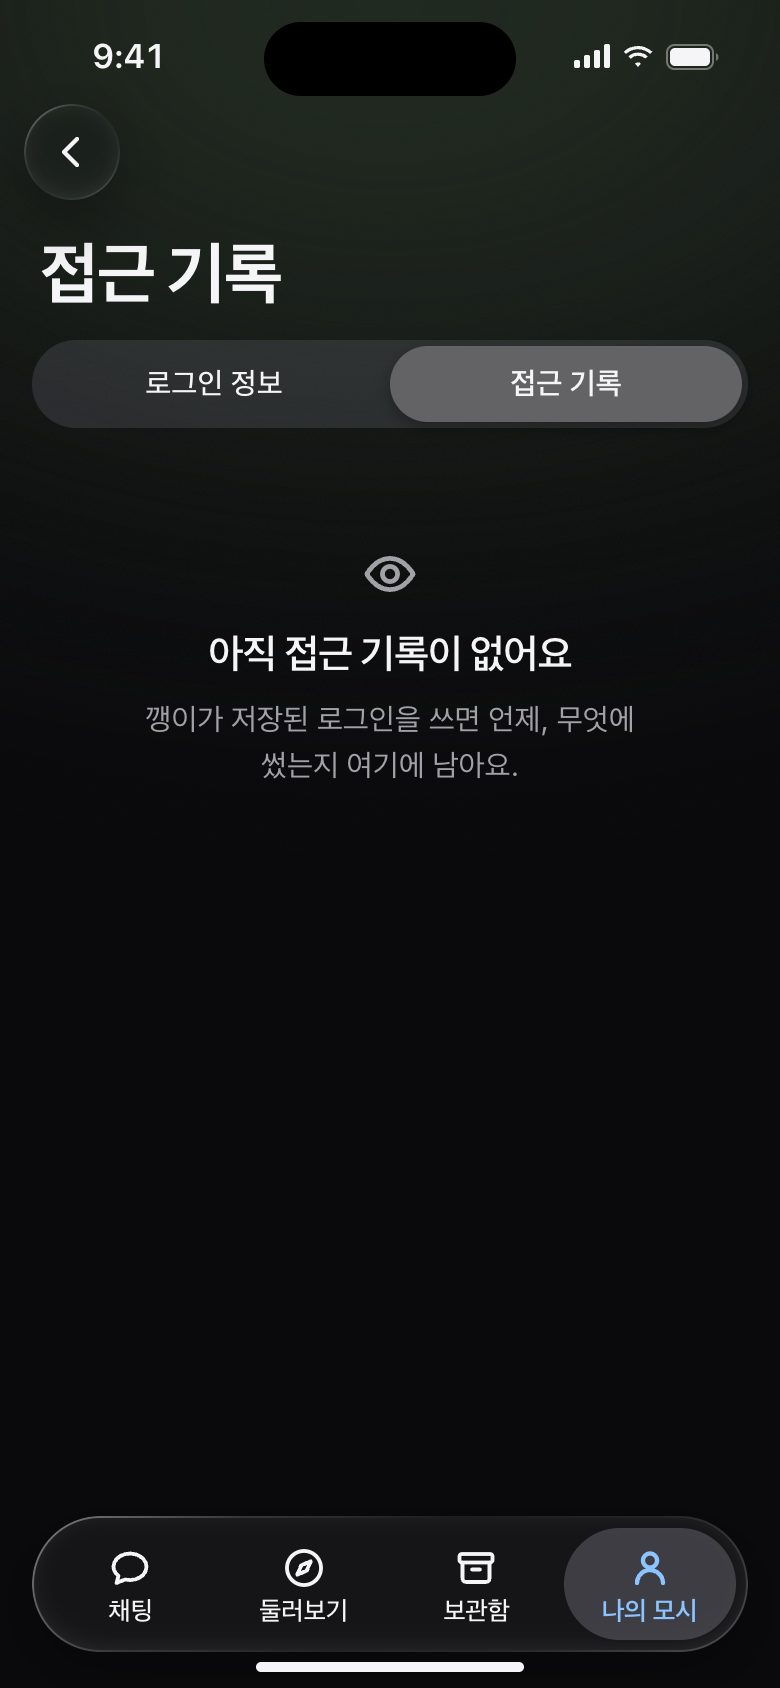 9:41
접근 기록
로그인 정보
접근 기록
아직 접근 기록이 없어요
깽이가 저장된 로그인을 쓰면 언제, 무엇에
썼는지 여기에 남아요.
채팅
둘러보기
보관함
나의 모시